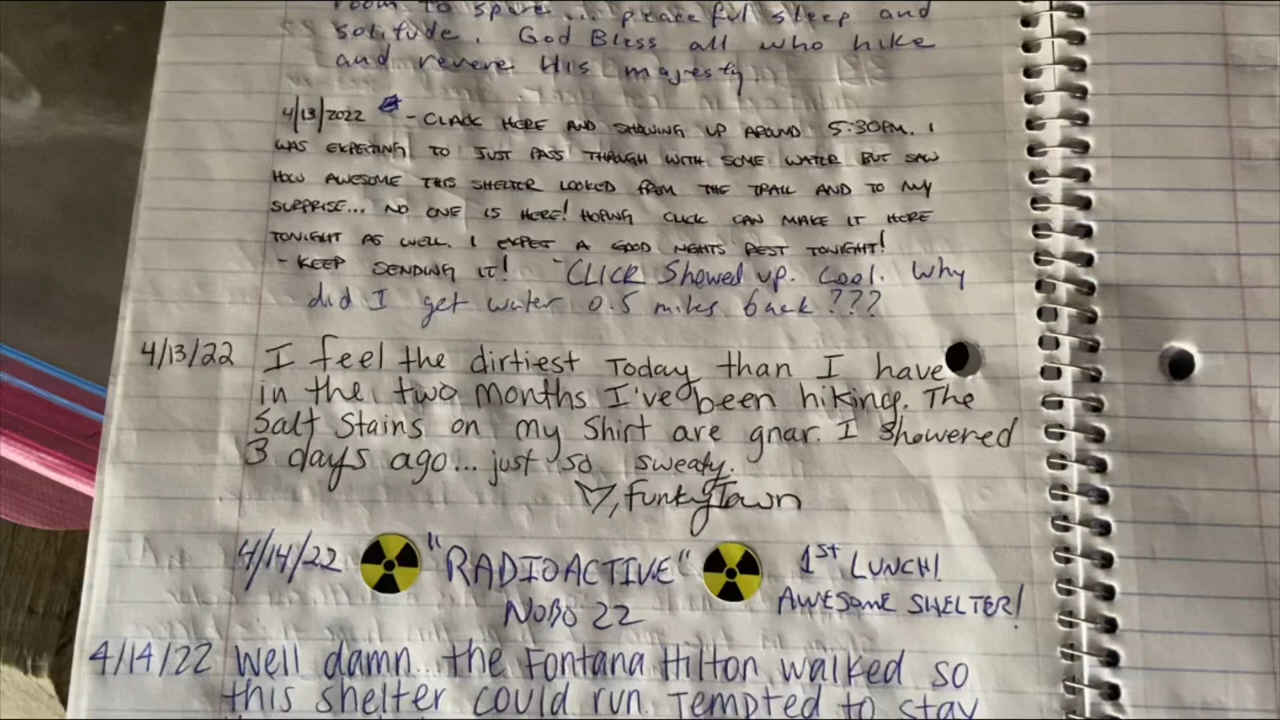 room to spare... peaceful sleep and
solitude. God Bless all who hike
and revere His majesty.
4/13/2022 - CLACK HERE AND SHOWING UP AROUND 5:30PM. I
WAS EXPECTING TO JUST PASS THROUGH WITH SOME WATER BUT SAW
HOW AWESOME THIS SHELTER LOOKED FROM THE TRAIL AND TO MY
SURPRISE... NO ONE IS HERE! HOPING CLICK CAN MAKE IT HERE
TONIGHT AS WELL. I EXPECT A GOOD NIGHTS REST TONIGHT!
- KEEP SENDING IT! - CLICK Showed up. Cool. Why
did I get water 0.5 miles back???
4/13/22 I feel the dirtiest Today than I have
in the two months I've been hiking. The
Salt Stains on my Shirt are gnar. I showered
3 days ago... just so sweaty.
♡, FunkyTown
4/14/22 "RADIOACTIVE" 1ST LUNCH!
NOBO 22 AWESOME SHELTER!
4/14/22 Well damn... the Fontana Hilton walked so
this shelter could run. Tempted to stay